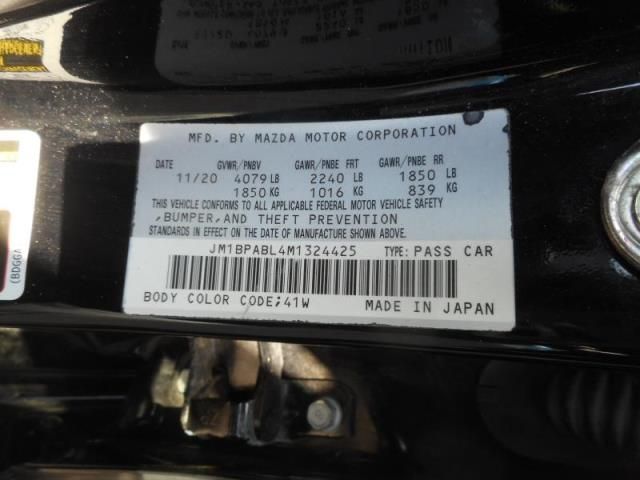 MFD. BY MAZDA MOTOR CORPORATION
DATE GVWR/PNBV GAWR/PNBE FRT GAWR/PNBE RR
11/20 4079 LB 2240 LB 1850 LB
1850 KG 1016 KG 839 KG
THIS VEHICLE CONFORMS TO ALL APPLICABLE FEDERAL MOTOR VEHICLE SAFETY
,BUMPER,AND THEFT PREVENTION
STANDARDS IN EFFECT ON THE DATE OF MANUFACTURE SHOWN ABOVE.
JM1BPABL4M1324425 TYPE: PASS CAR
BODY COLOR CODE;41W MADE IN JAPAN
(BDGGA